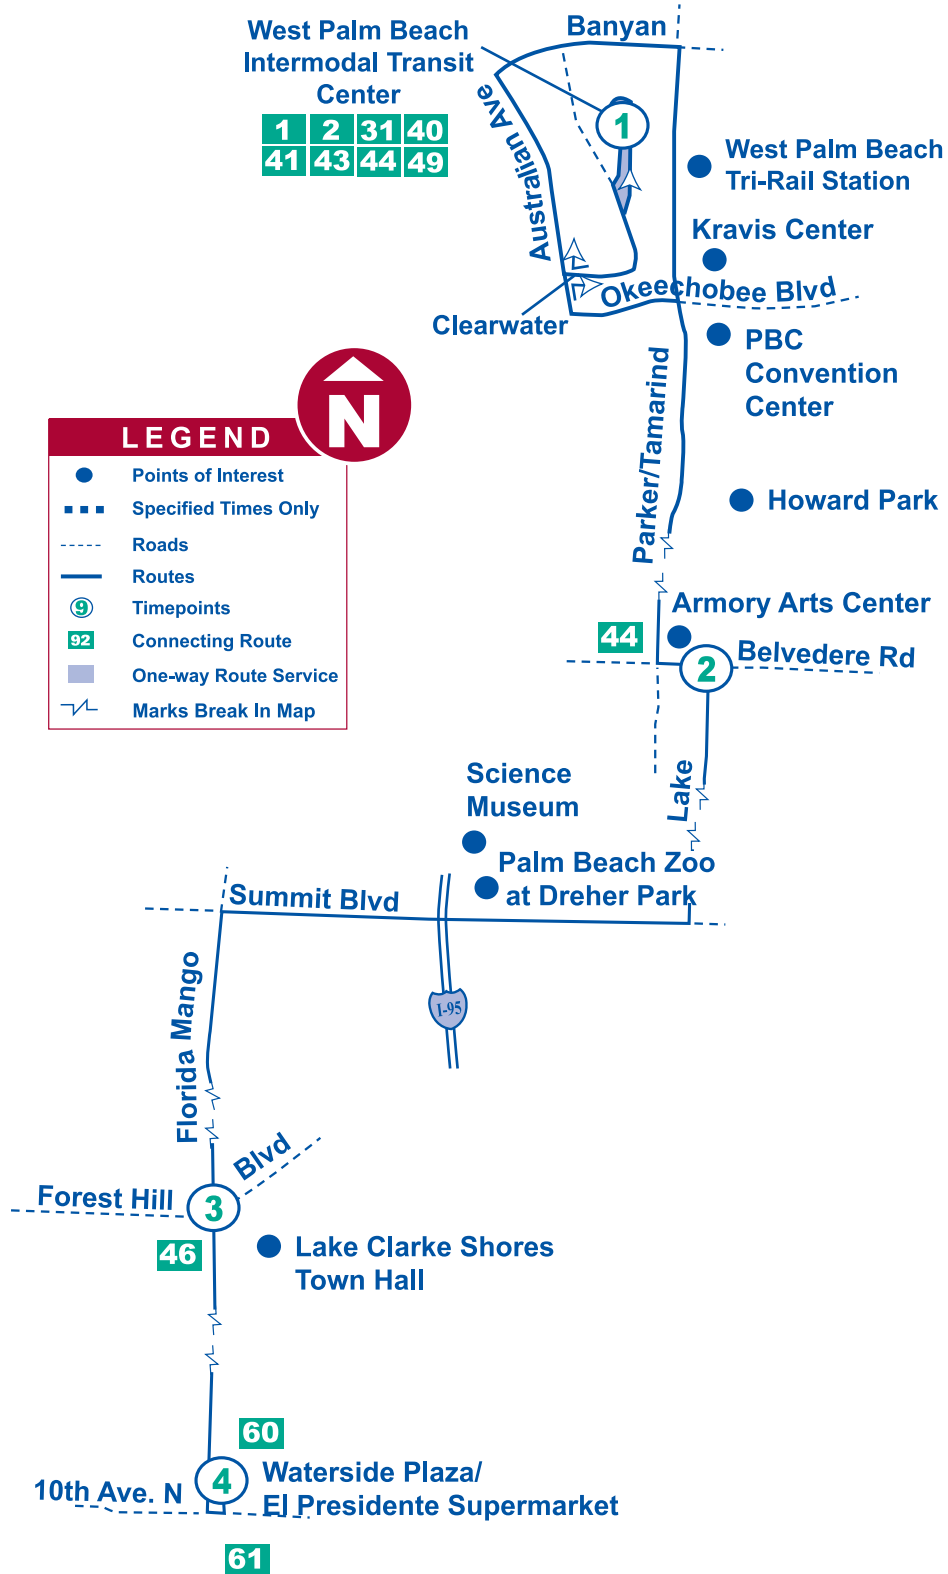 Banyan
West Palm Beach
Intermodal Transit
Center
1 2 31 40
41 43 44 49
1
Australian Ave
West Palm Beach
Tri-Rail Station
Kravis Center
Okeechobee Blvd
Clearwater
PBC
Convention
Center
Parker/Tamarind
N
LEGEND
Points of Interest
Specified Times Only
Roads
Routes
9 Timepoints
92 Connecting Route
One-way Route Service
Marks Break In Map
Howard Park
Armory Arts Center
44
Belvedere Rd
2
Lake
Science
Museum
Palm Beach Zoo
at Dreher Park
Summit Blvd
I-95
Florida Mango
Forest Hill
Blvd
3
46
Lake Clarke Shores
Town Hall
60
4
10th Ave. N
Waterside Plaza/
El Presidente Supermarket
61